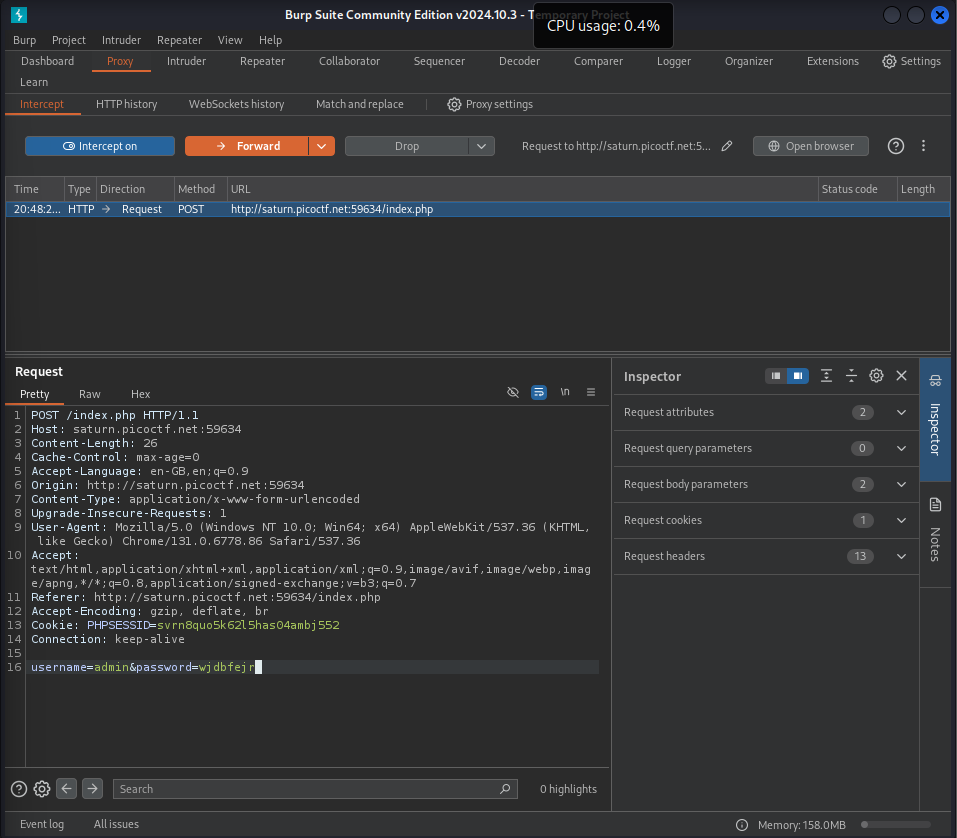 Burp Suite Community Edition v2024.10.3 - Temporary Project
CPU usage: 0.4%
Burp Project Intruder Repeater View Help
Dashboard Proxy Intruder Repeater Collaborator Sequencer Decoder Comparer Logger Organizer Extensions Settings
Learn
Intercept HTTP history WebSockets history Match and replace Proxy settings
Intercept on Forward Drop Request to http://saturn.picoctf.net:5... Open browser
Time Type Direction Method URL Status code Length
20:48:2... HTTP → Request POST http://saturn.picoctf.net:59634/index.php
Request
Pretty Raw Hex \n
1 POST /index.php HTTP/1.1
2 Host: saturn.picoctf.net:59634
3 Content-Length: 26
4 Cache-Control: max-age=0
5 Accept-Language: en-GB,en;q=0.9
6 Origin: http://saturn.picoctf.net:59634
7 Content-Type: application/x-www-form-urlencoded
8 Upgrade-Insecure-Requests: 1
9 User-Agent: Mozilla/5.0 (Windows NT 10.0; Win64; x64) AppleWebKit/537.36 (KHTML,
like Gecko) Chrome/131.0.6778.86 Safari/537.36
10 Accept:
text/html,application/xhtml+xml,application/xml;q=0.9,image/avif,image/webp,imag
e/apng,*/*;q=0.8,application/signed-exchange;v=b3;q=0.7
11 Referer: http://saturn.picoctf.net:59634/index.php
12 Accept-Encoding: gzip, deflate, br
13 Cookie: PHPSESSID=svrn8quo5k62l5has04ambj552
14 Connection: keep-alive
15
16 username=admin&password=wjdbfejr
Search 0 highlights
Inspector
Request attributes 2
Request query parameters 0
Request body parameters 2
Request cookies 1
Request headers 13
Inspector
Notes
Event log All issues Memory: 158.0MB